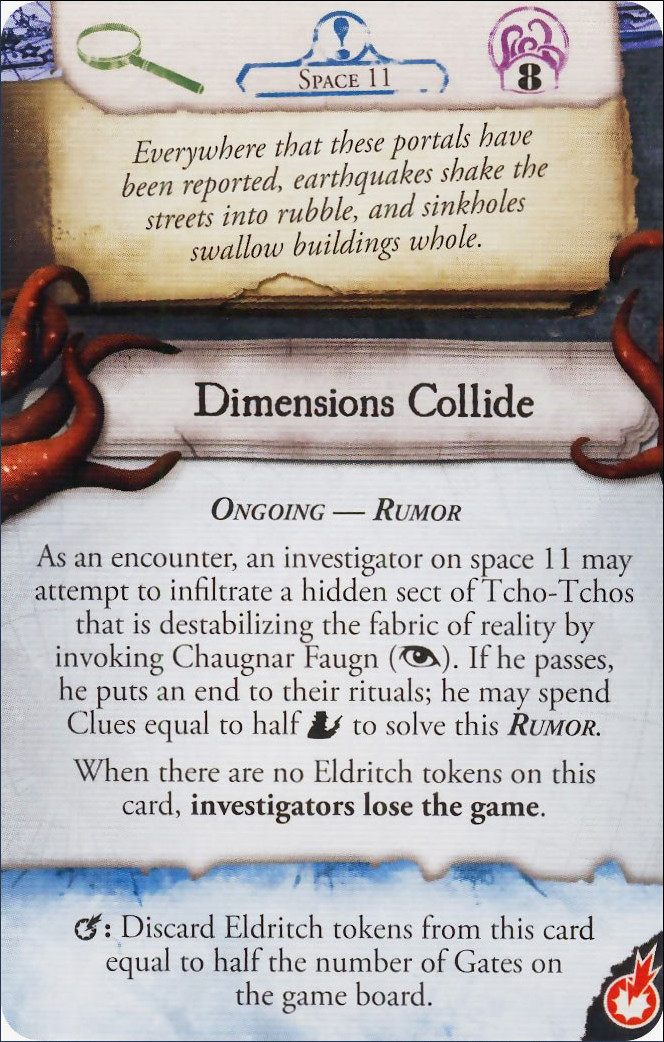 Space 11
8
Everywhere that these portals have
been reported, earthquakes shake the
streets into rubble, and sinkholes
swallow buildings whole.
Dimensions Collide
Ongoing — Rumor
As an encounter, an investigator on space 11 may
attempt to infiltrate a hidden sect of Tcho-Tchos
that is destabilizing the fabric of reality by
invoking Chaugnar Faugn ( ). If he passes,
he puts an end to their rituals; he may spend
Clues equal to half to solve this Rumor.
When there are no Eldritch tokens on this
card, investigators lose the game.
: Discard Eldritch tokens from this card
equal to half the number of Gates on
the game board.